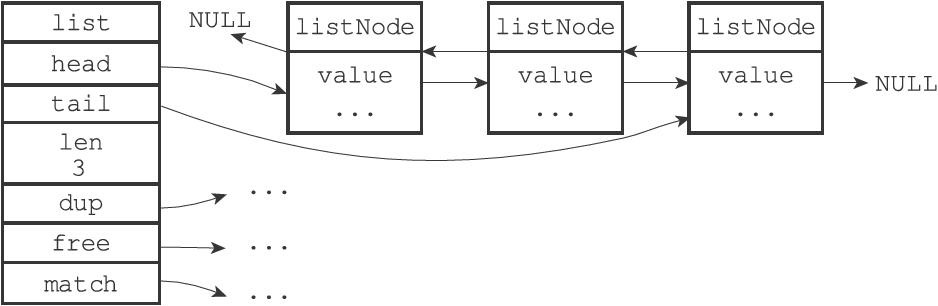 list
head
tail
len
3
dup
free
match
NULL
listNode
value
...
listNode
value
...
listNode
value
...
NULL
...
...
...